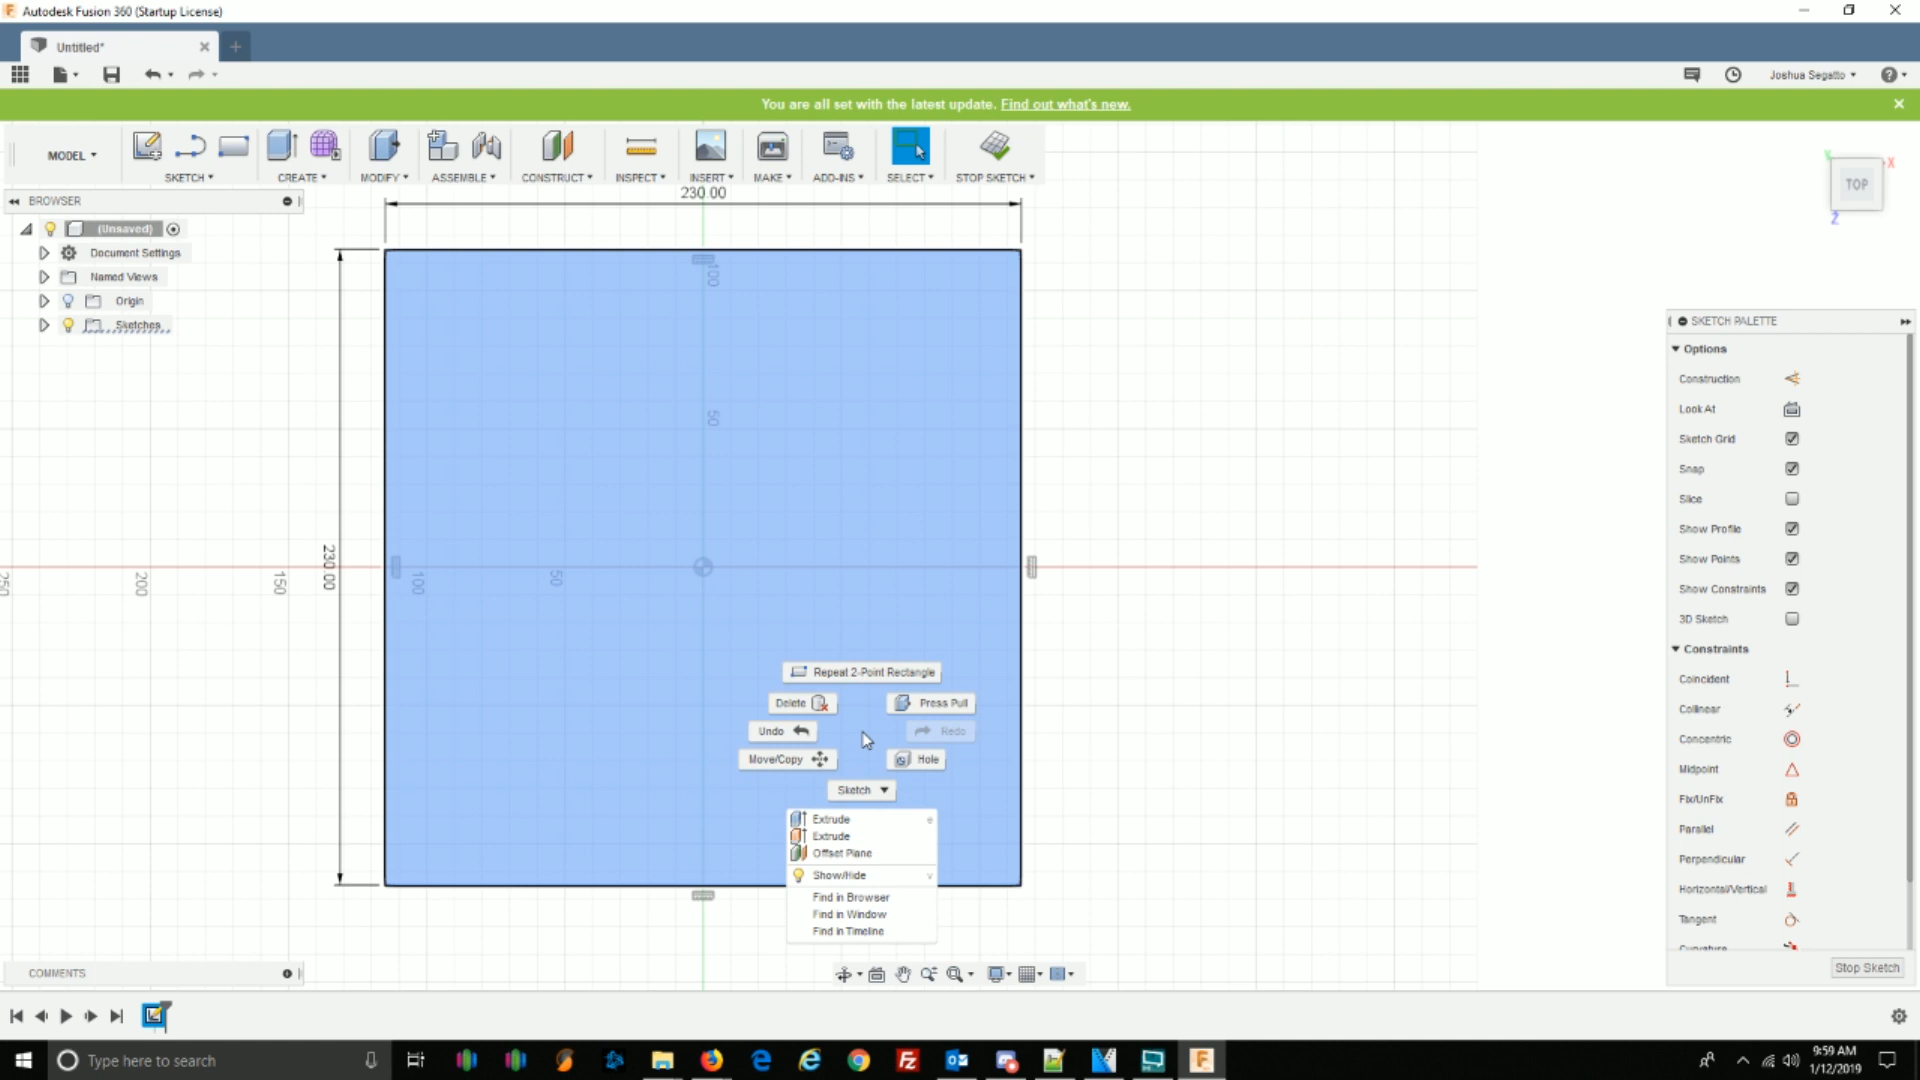 Autodesk Fusion 360 (Startup License)
Untitled*
Joshua Segatto
You are all set with the latest update. Find out what's new.
MODEL
SKETCH
CREATE
MODIFY
ASSEMBLE
CONSTRUCT
INSPECT
INSERT
MAKE
ADD-INS
SELECT
STOP SKETCH
X
Y
TOP
Z
BROWSER
230.00
(Unsaved)
Document Settings
Named Views
Origin
Sketches
100
50
230.00
250
200
150
100
50
Repeat 2-Point Rectangle
Delete
Press Pull
Undo
Redo
Move/Copy
Hole
Sketch
Extrude e
Extrude
Offset Plane
Show/Hide v
Find in Browser
Find in Window
Find in Timeline
SKETCH PALETTE
Options
Construction
Look At
Sketch Grid
Snap
Slice
Show Profile
Show Points
Show Constraints
3D Sketch
Constraints
Coincident
Collinear
Concentric
Midpoint
Fix/UnFix
Parallel
Perpendicular
Horizontal/Vertical
Tangent
Curvature
Stop Sketch
COMMENTS
Type here to search
9:59 AM
1/12/2019